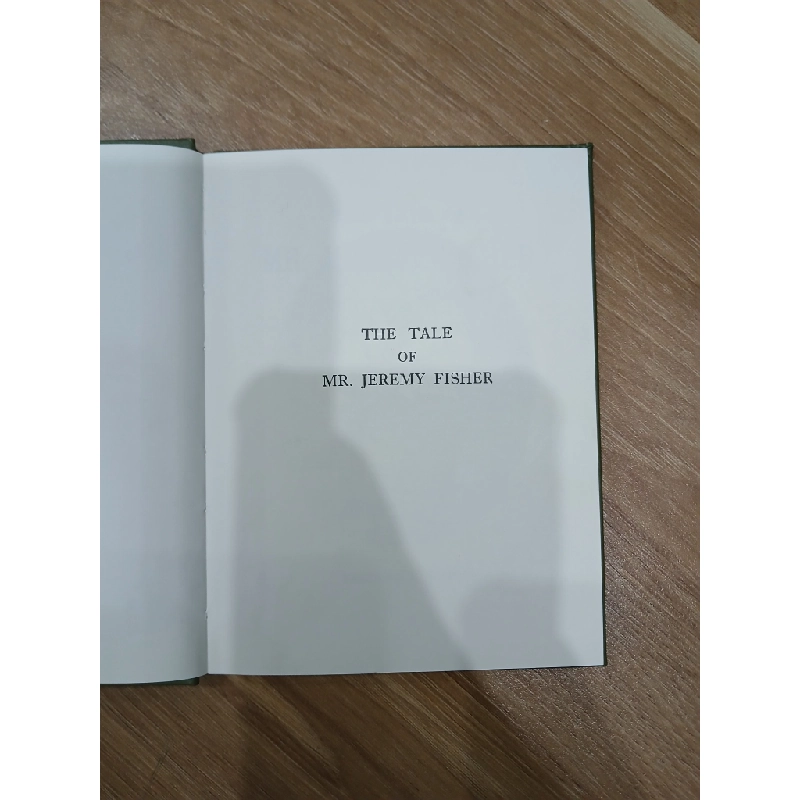 THE TALE
OF
MR. JEREMY FISHER